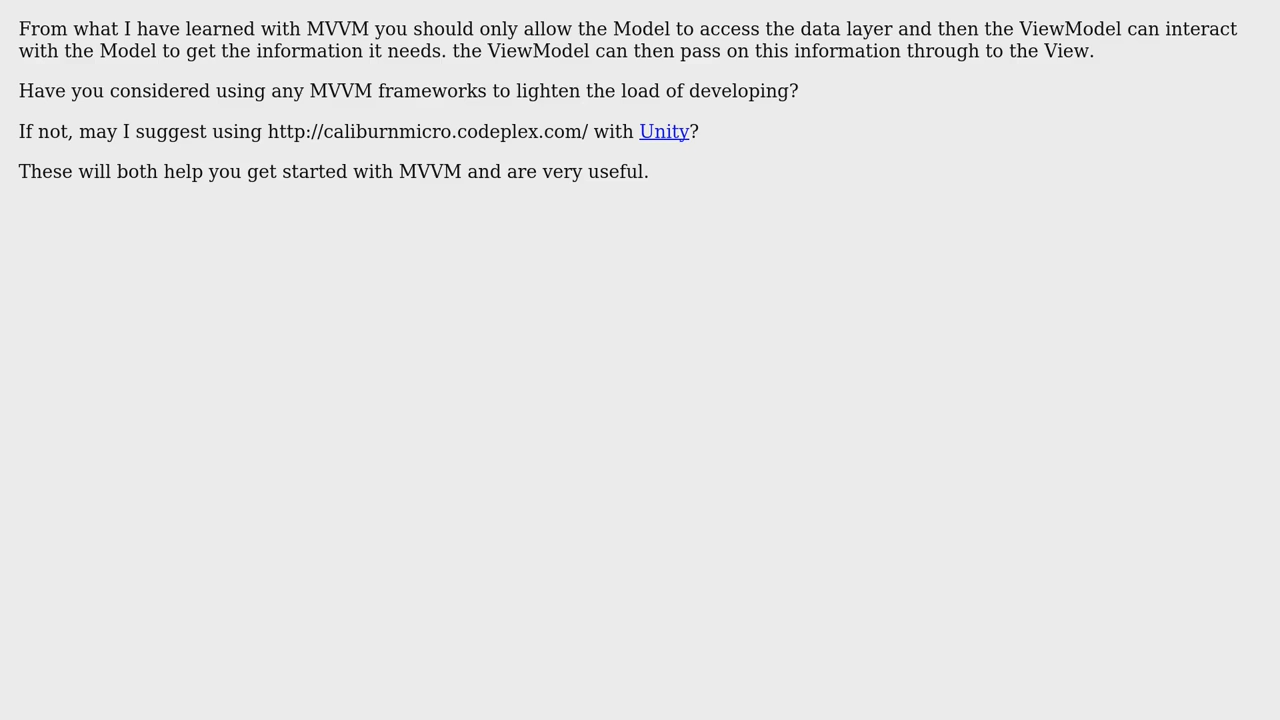 From what I have learned with MVVM you should only allow the Model to access the data layer and then the ViewModel can interact
with the Model to get the information it needs. the ViewModel can then pass on this information through to the View.
Have you considered using any MVVM frameworks to lighten the load of developing?
If not, may I suggest using http://caliburnmicro.codeplex.com/ with Unity?
These will both help you get started with MVVM and are very useful.